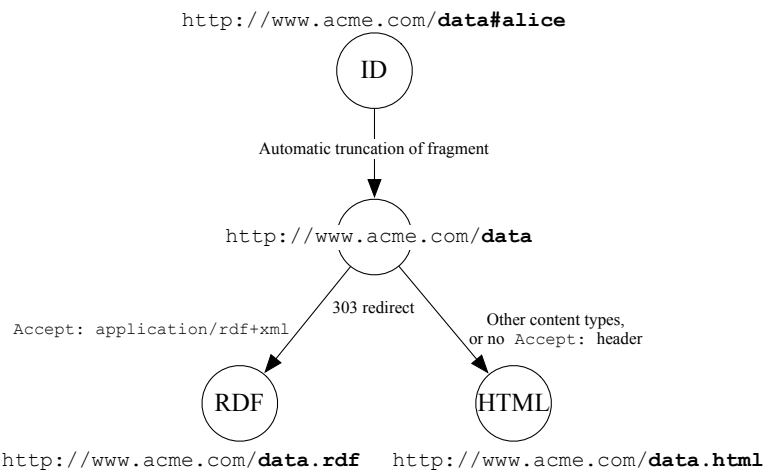 http://www.acme.com/data#alice
ID
Automatic truncation of fragment
http://www.acme.com/data
303 redirect
Accept: application/rdf+xml
Other content types,
or no Accept: header
RDF
HTML
http://www.acme.com/data.rdf
http://www.acme.com/data.html